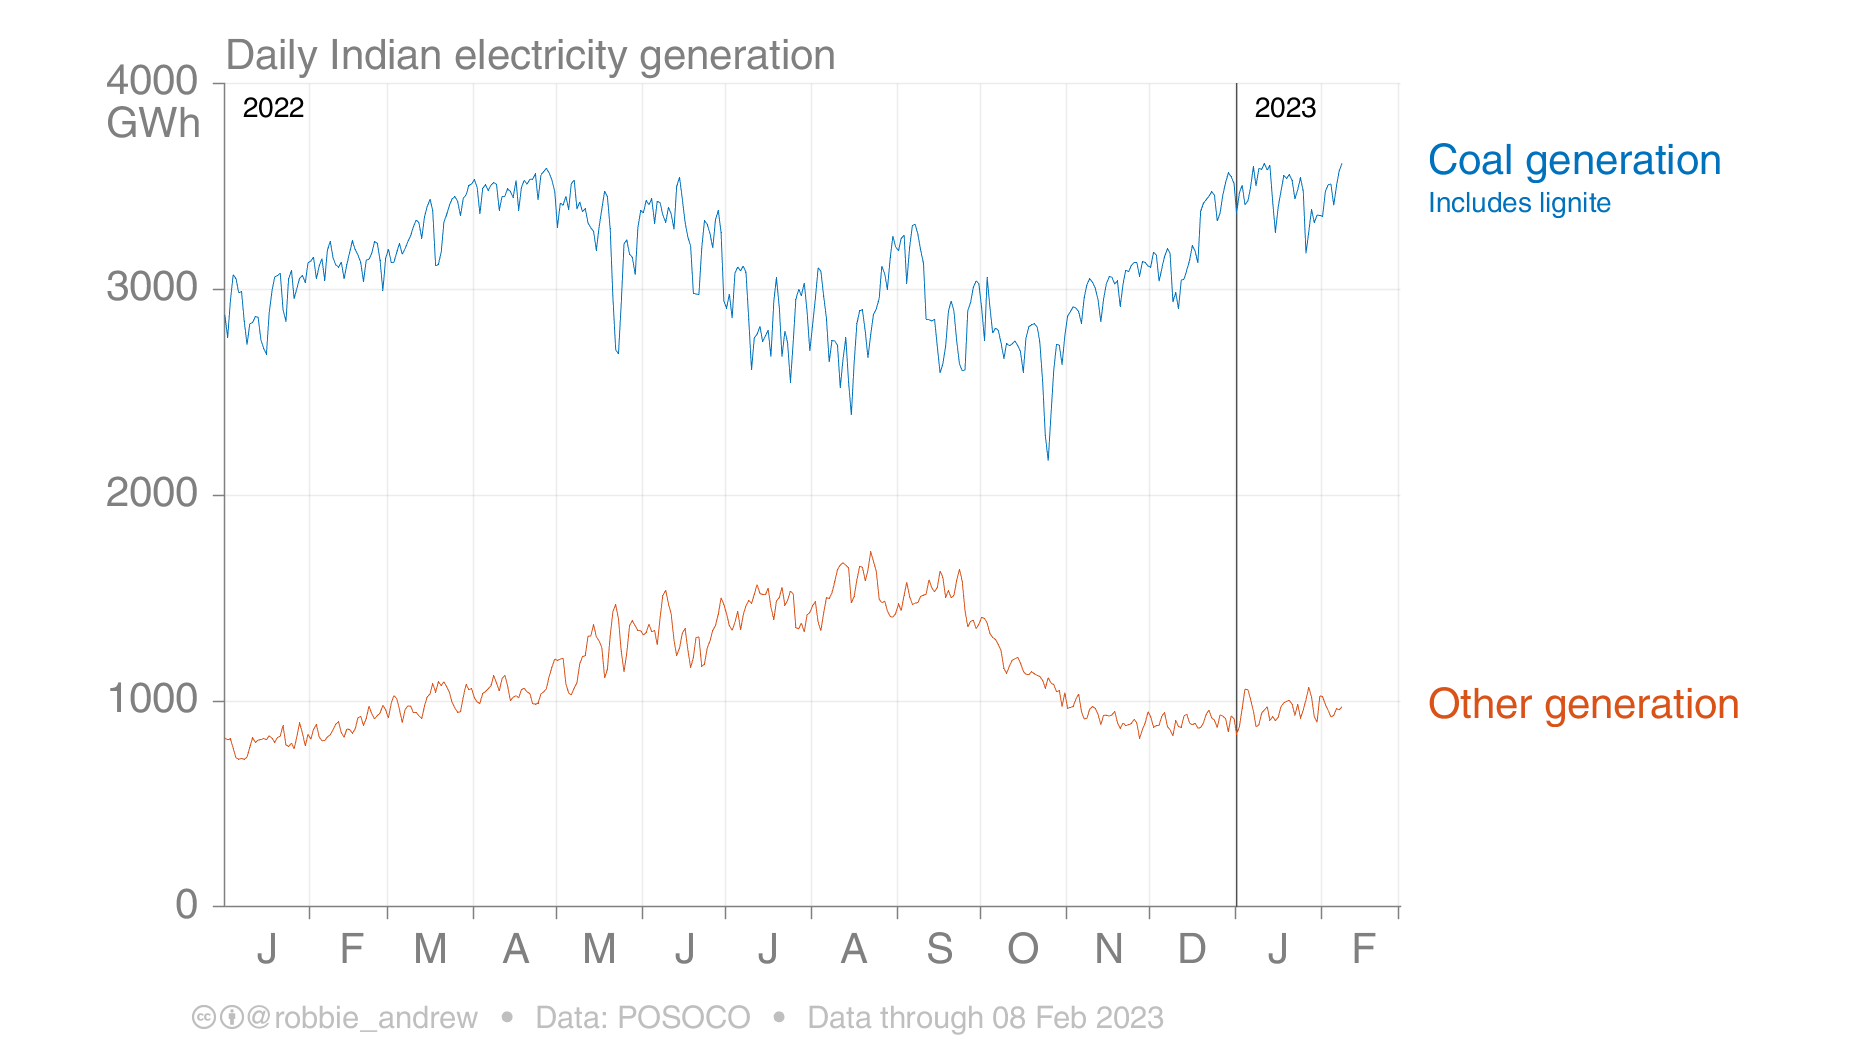 Daily Indian electricity generation
4000
GWh
2022
2023
Coal generation
Includes lignite
3000
2000
1000
Other generation
0
J F M A M J J A S O N D J F
cc @robbie_andrew • Data: POSOCO • Data through 08 Feb 2023